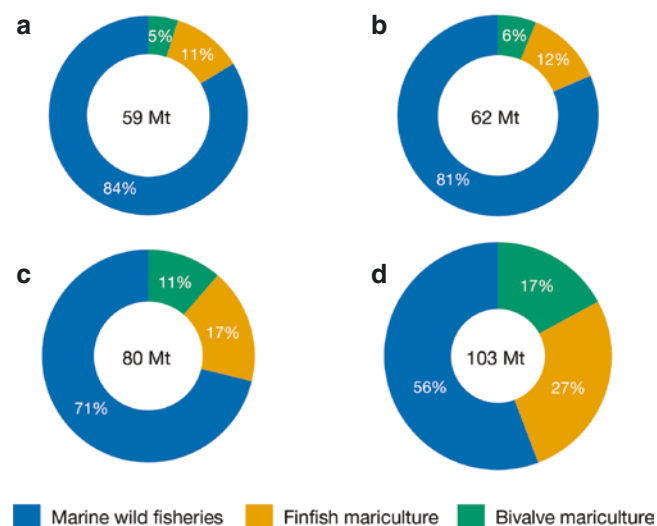 a
5%
11%
59 Mt
84%
b
6%
12%
62 Mt
81%
c
11%
17%
80 Mt
71%
d
17%
27%
103 Mt
56%
Marine wild fisheries Finfish mariculture Bivalve mariculture